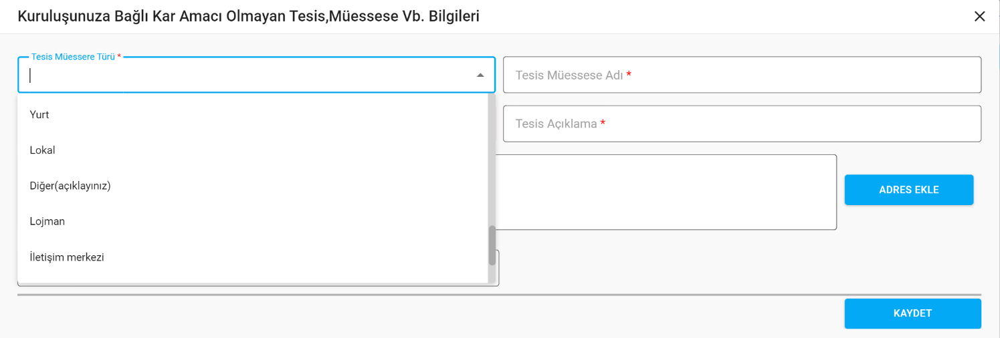 Kuruluşunuza Bağlı Kar Amacı Olmayan Tesis,Müessese Vb. Bilgileri
Tesis Müessere Türü *
Tesis Müessese Adı *
Yurt
Tesis Açıklama *
Lokal
Diğer(açıklayınız)
ADRES EKLE
Lojman
İletişim merkezi
KAYDET